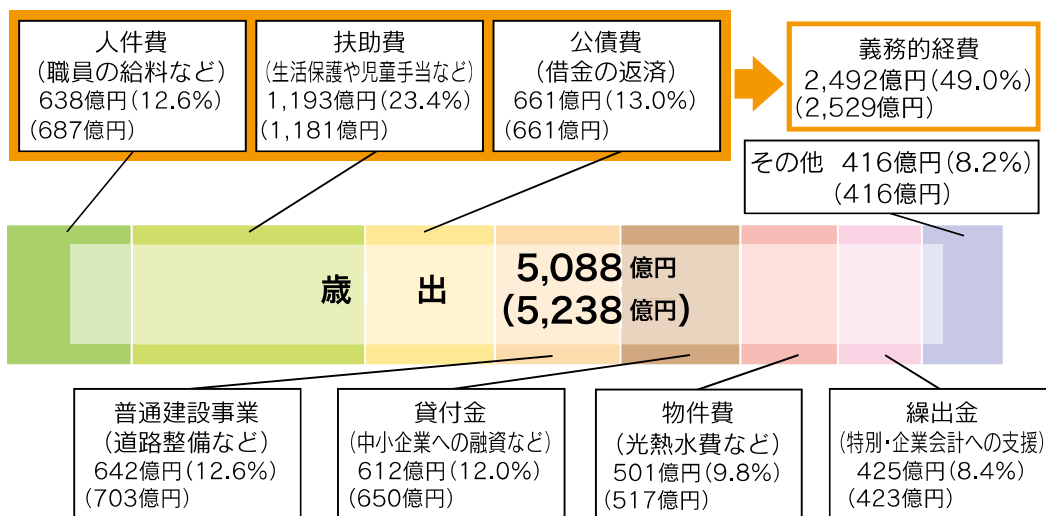 人件費
(職員の給料など)
638億円(12.6%)
(687億円)
扶助費
(生活保護や児童手当など)
1,193億円(23.4%)
(1,181億円)
公債費
(借金の返済)
661億円(13.0%)
(661億円)
義務的経費
2,492億円(49.0%)
(2,529億円)
その他 416億円(8.2%)
(416億円)
歳出
5,088億円
(5,238億円)
普通建設事業
(道路整備など)
642億円(12.6%)
(703億円)
貸付金
(中小企業への融資など)
612億円(12.0%)
(650億円)
物件費
(光熱水費など)
501億円(9.8%)
(517億円)
繰出金
(特別・企業会計への支援)
425億円(8.4%)
(423億円)